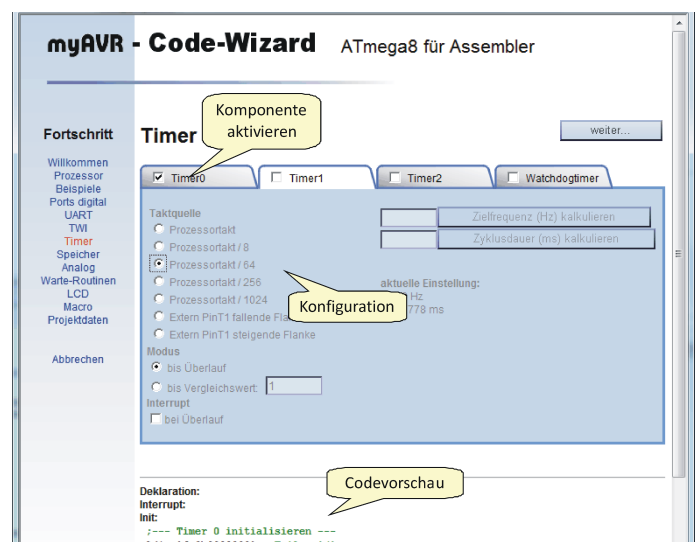 myAVR - Code-Wizard ATmega8 für Assembler
Komponente
aktivieren
Fortschritt
Timer
weiter...
Willkommen
Prozessor
Beispiele
Ports digital
UART
TWI
Timer
Speicher
Analog
Warte-Routinen
LCD
Macro
Projektdaten
Abbrechen
Timer0 Timer1 Timer2 Watchdogtimer
Taktquelle
Prozessortakt
Prozessortakt / 8
Prozessortakt / 64
Prozessortakt / 256
Prozessortakt / 1024
Extern PinT1 fallende
Extern PinT1 steigende Flanke
Zielfrequenz (Hz) kalkulieren
Zyklusdauer (ms) kalkulieren
aktuelle Einstellung:
Hz
778 ms
Konfiguration
Modus
bis Überlauf
bis Vergleichswert: 1
Interrupt
bei Überlauf
Codevorschau
Deklaration:
Interrupt:
Init:
;--- Timer 0 initialisieren ---